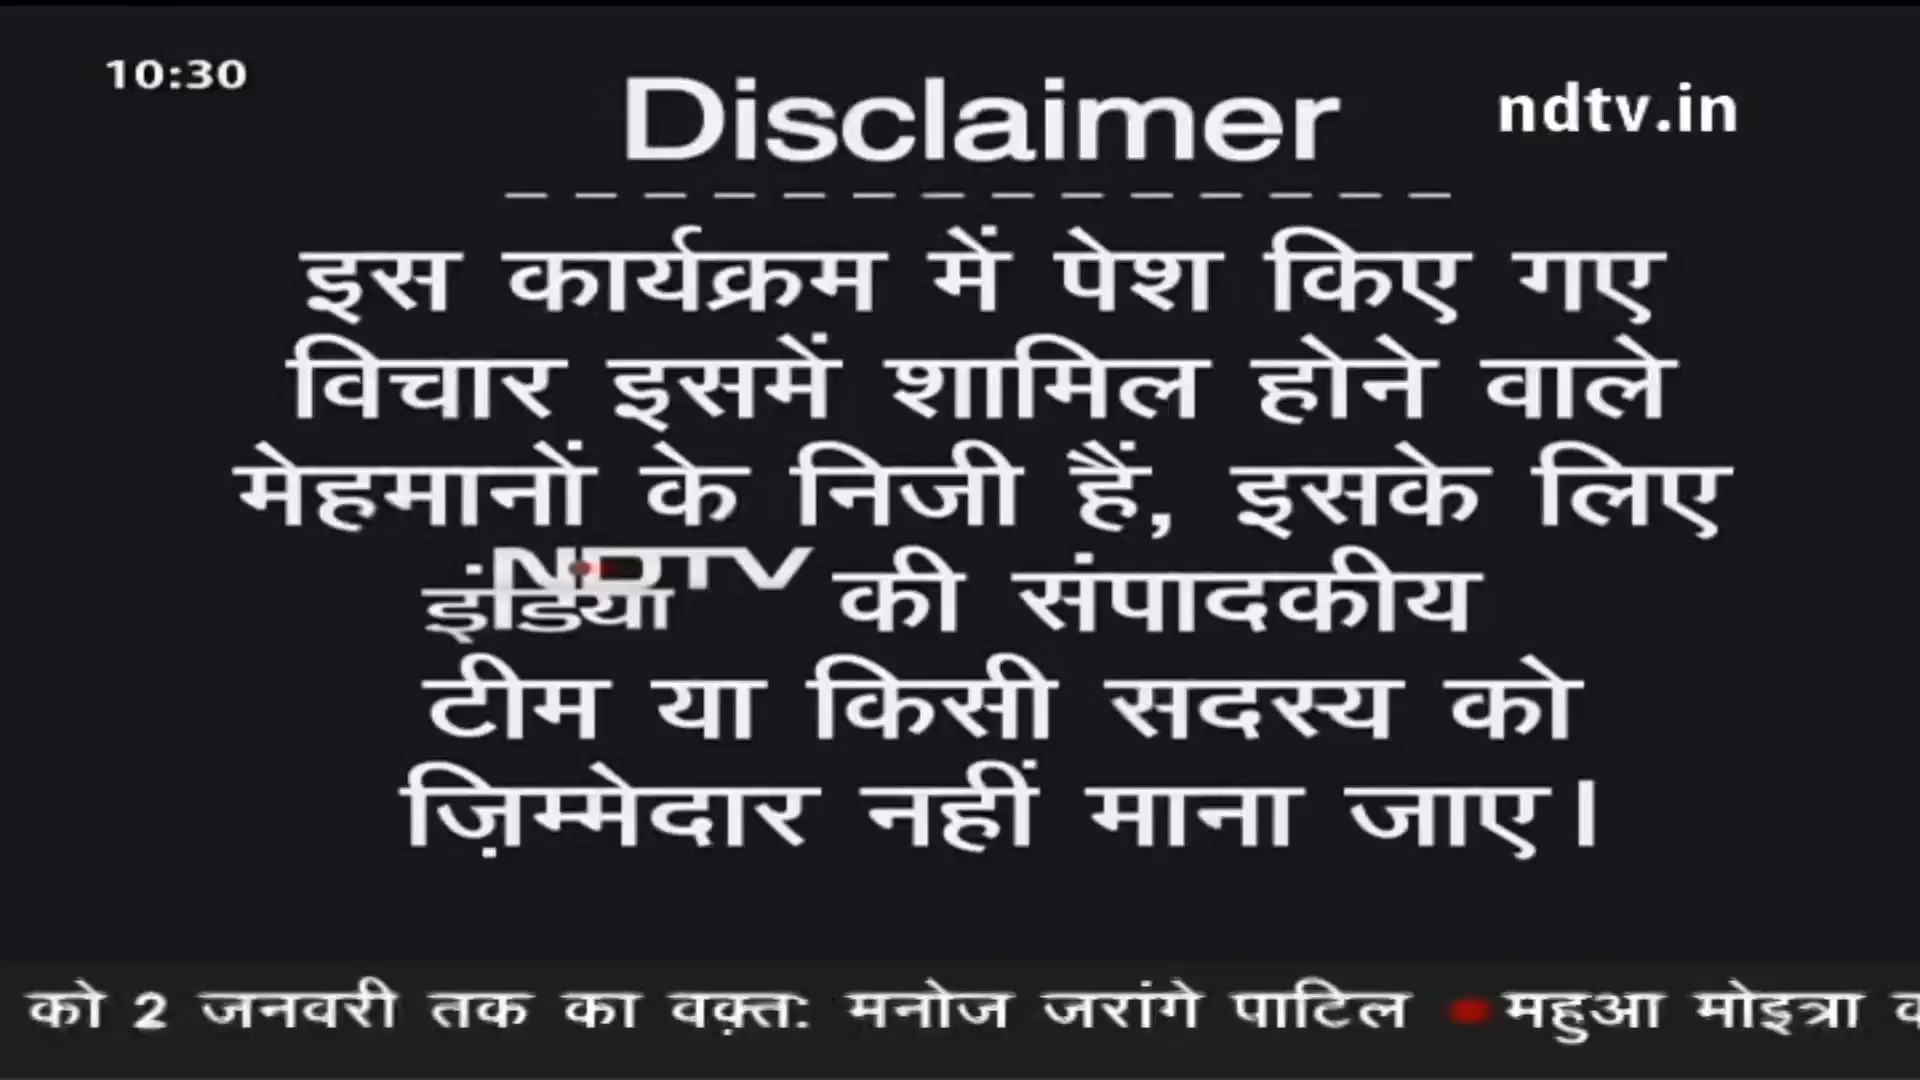 10:30
Disclaimer
ndtv.in
इस कार्यक्रम में पेश किए गए
विचार इसमें शामिल होने वाले
मेहमानों के निजी हैं, इसके लिए
NDTV इंडिया की संपादकीय
टीम या किसी सदस्य को
ज़िम्मेदार नहीं माना जाए।
को 2 जनवरी तक का वक़्त: मनोज जरांगे पाटिल • महुआ मोइत्रा